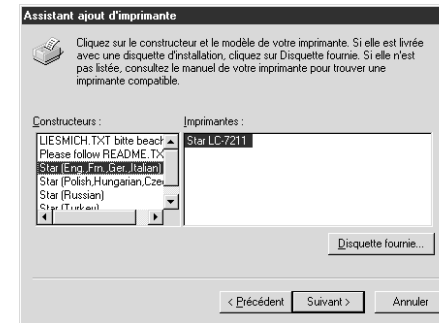 Assistant ajout d'imprimante
Cliquez sur le constructeur et le modèle de votre imprimante. Si elle est livrée
avec une disquette d'installation, cliquez sur Disquette fournie. Si elle n'est
pas listée, consultez le manuel de votre imprimante pour trouver une
imprimante compatible.
Constructeurs :
LIESMICH.TXT bitte beach
Please follow README.TX
Star (Eng.,Frn.,Ger.,Italian)
Star (Polish,Hungarian,Cze
Star (Russian)
Star (Turkey)
Imprimantes :
Star LC-7211
Disquette fournie...
< Précédent
Suivant >
Annuler